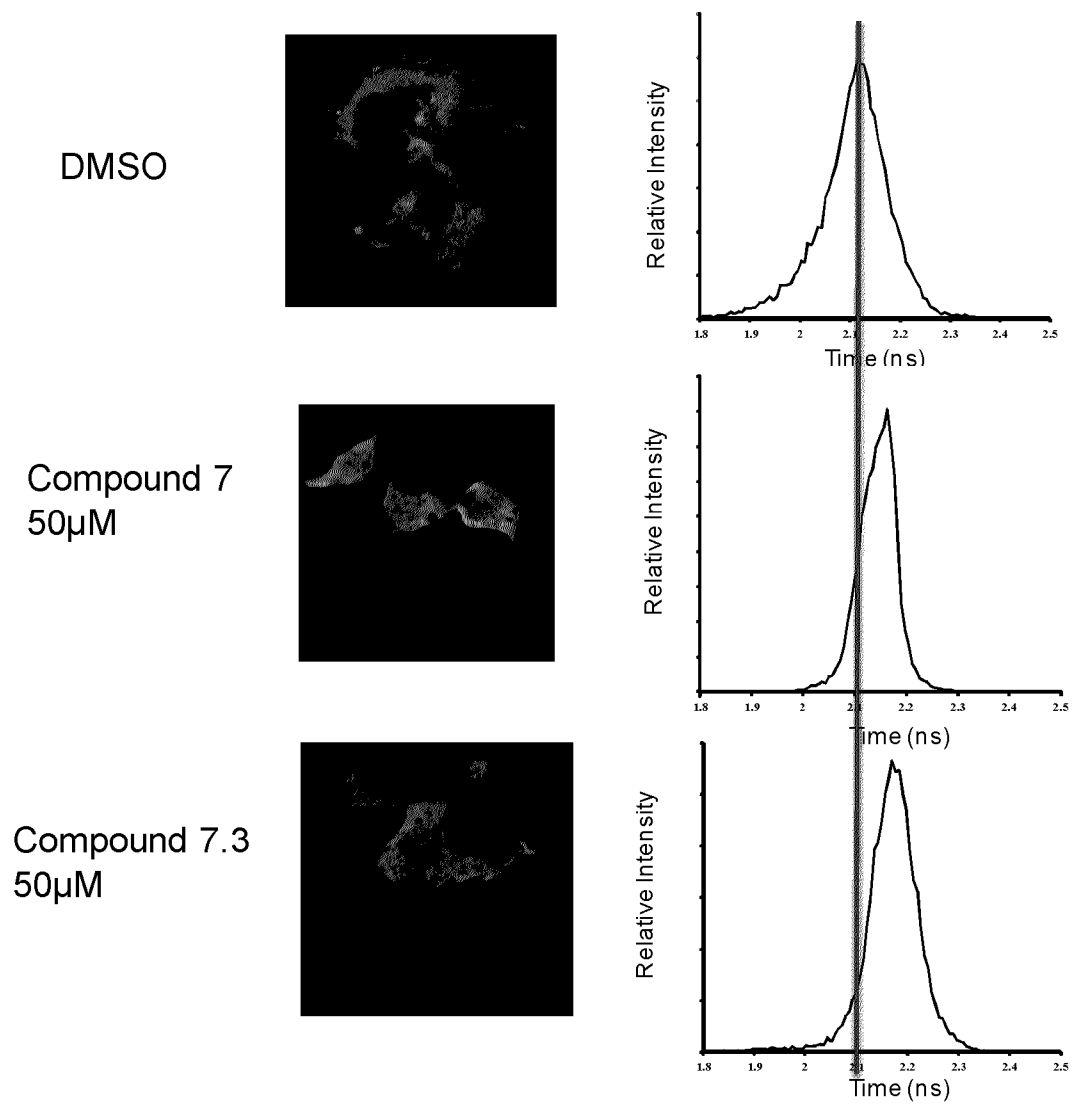 DMSO
Relative Intensity
1.8 1.9 2 2.1 2.2 2.3 2.4 2.5
Time (ns)
Compound 7
50µM
Relative Intensity
1.8 1.9 2 2.1 2.2 2.3 2.4 2.5
Time (ns)
Compound 7.3
50µM
Relative Intensity
1.8 1.9 2 2.1 2.2 2.3 2.4 2.5
Time (ns)